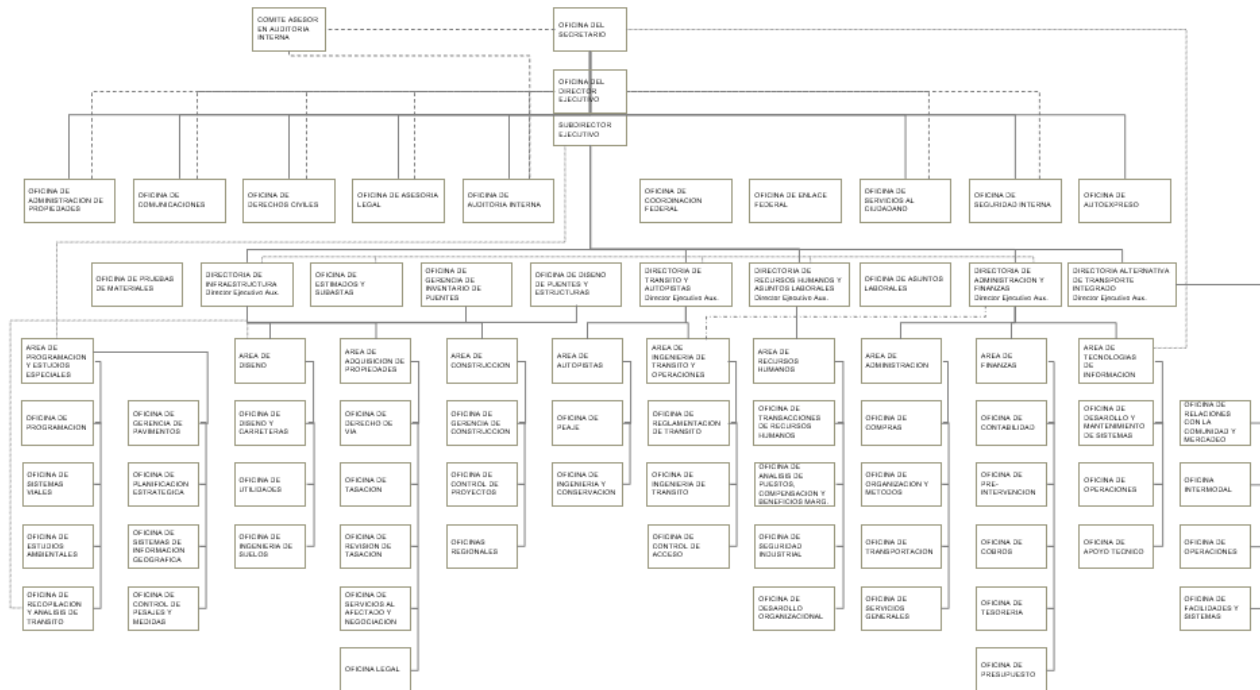 COMITE ASESOR
EN AUDITORIA
INTERNA
OFICINA DEL
SECRETARIO
OFICINA DEL
DIRECTOR
EJECUTIVO
SUBDIRECTOR
EJECUTIVO
OFICINA DE
ADMINISTRACION DE
PROPIEDADES
OFICINA DE
COMUNICACIONES
OFICINA DE
DERECHOS CIVILES
OFICINA DE ASESORIA
LEGAL
OFICINA DE
AUDITORIA INTERNA
OFICINA DE
COORDINACION
FEDERAL
OFICINA DE ENLACE
FEDERAL
OFICINA DE
SERVICIOS AL
CIUDADANO
OFICINA DE
SEGURIDAD INTERNA
OFICINA DE
AUTOEXPRESO
OFICINA DE PRUEBAS
DE MATERIALES
DIRECTORIA DE
INFRAESTRUCTURA
Director Ejecutivo Aux.
OFICINA DE
ESTIMADOS Y
SUBASTAS
OFICINA DE
GERENCIA DE
INVENTARIO DE
PUENTES
OFICINA DE DISENO
DE PUENTES Y
ESTRUCTURAS
DIRECTORIA DE
TRANSITO Y
AUTOPISTAS
Director Ejecutivo Aux.
DIRECTORIA DE
RECURSOS HUMANOS Y
ASUNTOS LABORALES
Director Ejecutivo Aux.
OFICINA DE ASUNTOS
LABORALES
DIRECTORIA DE
ADMINISTRACION Y
FINANZAS
Director Ejecutivo Aux.
DIRECTORIA ALTERNATIVA
DE TRANSPORTE
INTEGRADO
Director Ejecutivo Aux.
AREA DE
PROGRAMACION
Y ESTUDIOS
ESPECIALES
AREA DE
DISENO
AREA DE
ADQUISICION DE
PROPIEDADES
AREA DE
CONSTRUCCION
AREA DE
AUTOPISTAS
AREA DE
INGENIERIA DE
TRANSITO Y
OPERACIONES
AREA DE
RECURSOS
HUMANOS
AREA DE
ADMINISTRACION
AREA DE
FINANZAS
AREA DE
TECNOLOGIAS
DE
INFORMACION
OFICINA DE
PROGRAMACION
OFICINA DE
GERENCIA DE
PAVIMENTOS
OFICINA DE
DISENO Y
CARRETERAS
OFICINA DE
DERECHO DE
VIA
OFICINA DE
GERENCIA DE
CONSTRUCCION
OFICINA DE
PEAJE
OFICINA DE
REGLAMENTACION
DE TRANSITO
OFICINA DE
TRANSACCIONES
DE RECURSOS
HUMANOS
OFICINA DE
COMPRAS
OFICINA DE
CONTABILIDAD
OFICINA DE
DESAROLLO Y
MANTENIMIENTO
DE SISTEMAS
OFICINA DE
RELACIONES
CON LA
COMUNIDAD Y
MERCADEO
OFICINA DE
SISTEMAS
VIALES
OFICINA DE
PLANIFICACION
ESTRATEGICA
OFICINA DE
UTILIDADES
OFICINA DE
TASACION
OFICINA DE
CONTROL DE
PROYECTOS
OFICINA DE
INGENIERIA Y
CONSERVACION
OFICINA DE
INGENIERIA DE
TRANSITO
OFICINA DE
ANALISIS DE
PUESTOS,
COMPENSACION Y
BENEFICIOS MARG.
OFICINA DE
ORGANIZACION Y
METODOS
OFICINA DE
PRE-
INTERVENCION
OFICINA DE
OPERACIONES
OFICINA
INTERMODAL
OFICINA DE
ESTUDIOS
AMBIENTALES
OFICINA DE
SISTEMAS DE
INFORMACION
GEOGRAFICA
OFICINA DE
INGENIERIA DE
SUELOS
OFICINA DE
REVISION DE
TASACION
OFICINAS
REGIONALES
OFICINA DE
CONTROL DE
ACCESO
OFICINA DE
SEGURIDAD
INDUSTRIAL
OFICINA DE
TRANSPORTACION
OFICINA DE
COBROS
OFICINA DE
APOYO TECNICO
OFICINA DE
OPERACIONES
OFICINA DE
RECOPILACION
Y ANALISIS DE
TRANSITO
OFICINA DE
CONTROL DE
PESAJES Y
MEDIDAS
OFICINA DE
SERVICIOS AL
AFECTADO Y
NEGOCIACION
OFICINA DE
DESAROLLO
ORGANIZACIONAL
OFICINA DE
SERVICIOS
GENERALES
OFICINA DE
TESORERIA
OFICINA DE
FACILIDADES Y
SISTEMAS
OFICINA LEGAL
OFICINA DE
PRESUPUESTO